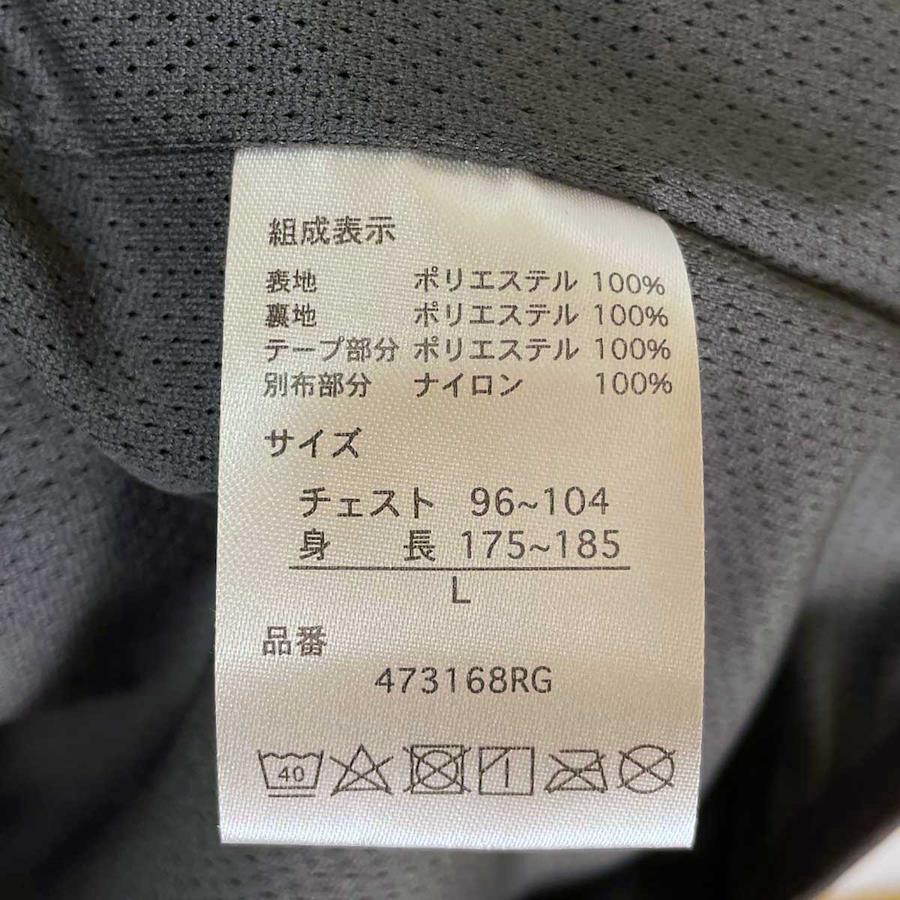 組成表示
表地 ポリエステル 100%
裏地 ポリエステル 100%
テープ部分 ポリエステル 100%
別布部分 ナイロン 100%
サイズ
チェスト 96~104
身 長 175~185
L
品番
473168RG
40